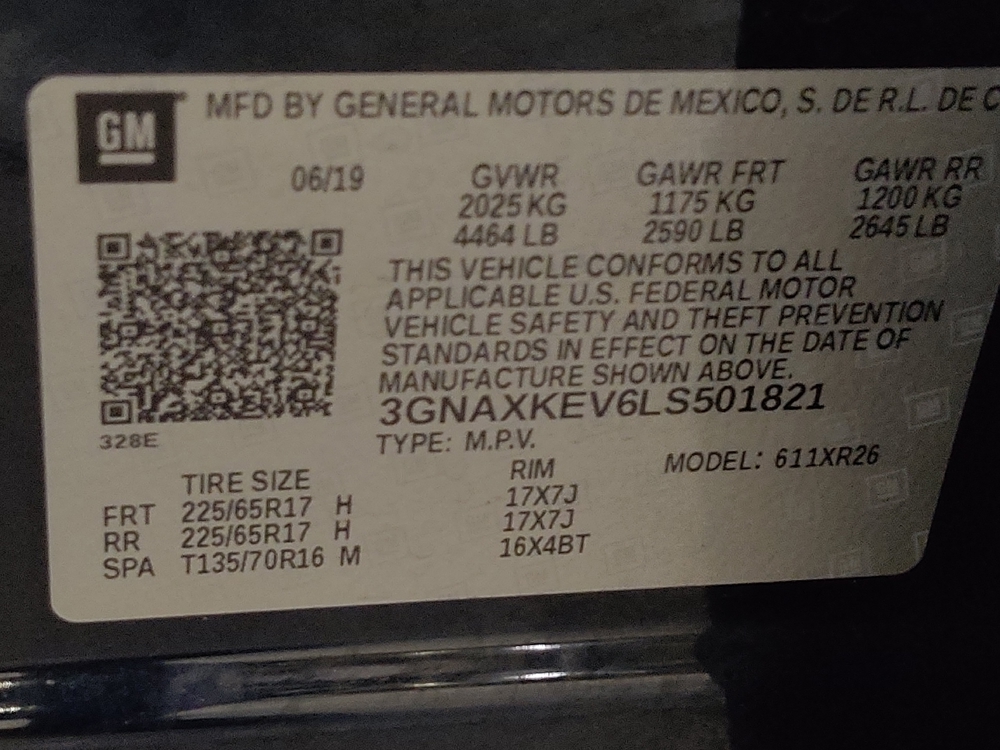 GM
MFD BY GENERAL MOTORS DE MEXICO, S. DE R.L. DE C
06/19 GVWR GAWR FRT GAWR RR
2025 KG 1175 KG 1200 KG
4464 LB 2590 LB 2645 LB
THIS VEHICLE CONFORMS TO ALL
APPLICABLE U.S. FEDERAL MOTOR
VEHICLE SAFETY AND THEFT PREVENTION
STANDARDS IN EFFECT ON THE DATE OF
MANUFACTURE SHOWN ABOVE.
3GNAXKEV6LS501821
328E
TYPE: M.P.V. MODEL: 611XR26
TIRE SIZE RIM
FRT 225/65R17 H 17X7J
RR 225/65R17 H 17X7J
SPA T135/70R16 M 16X4BT